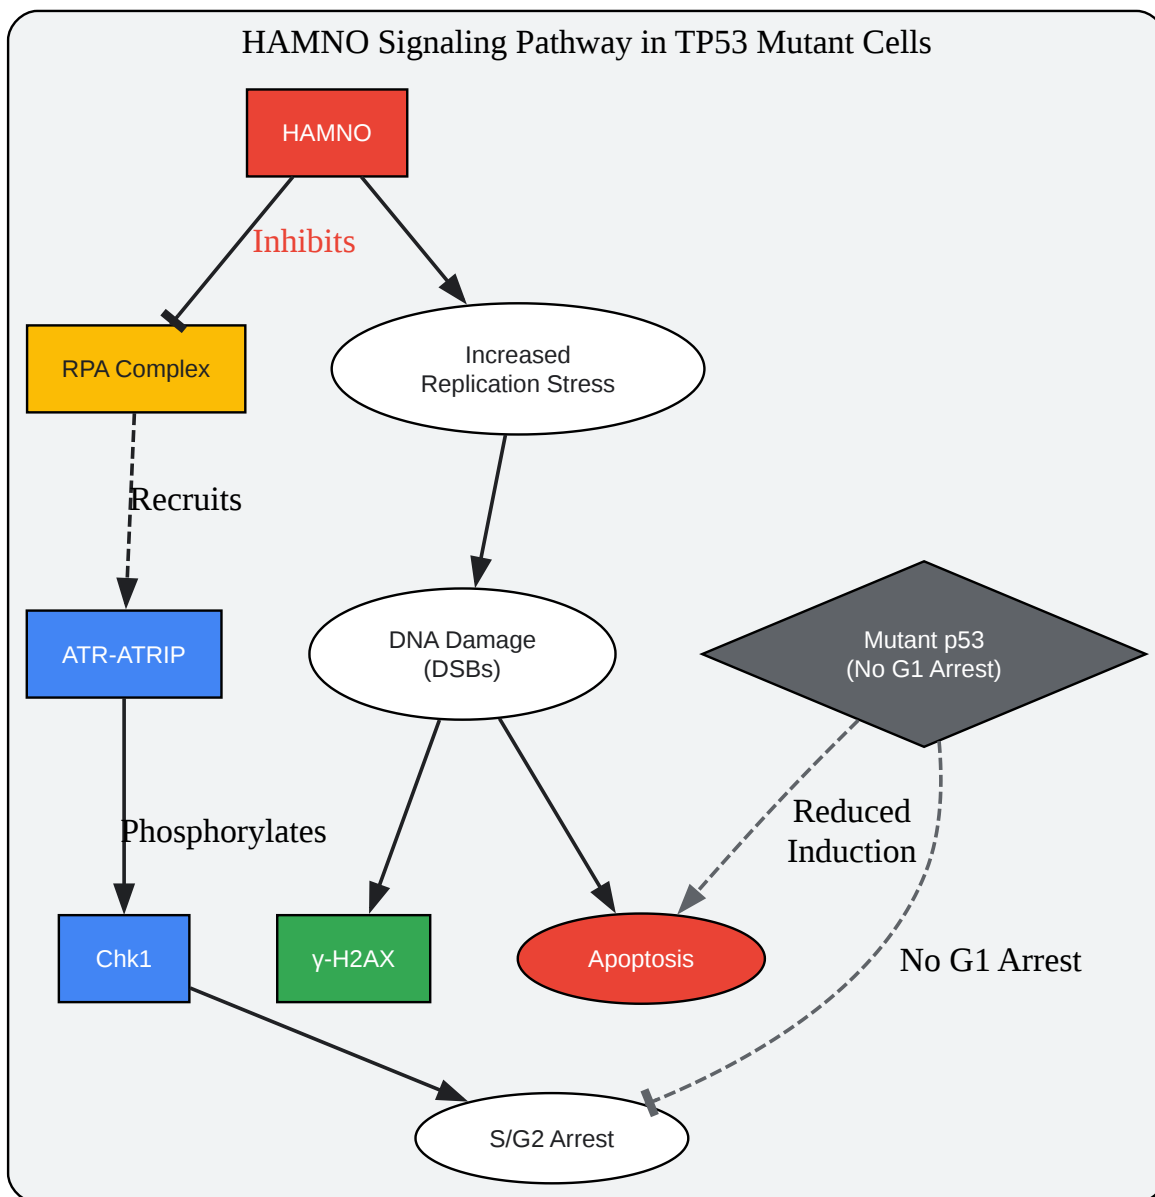 HAMNO Signaling Pathway in TP53 Mutant Cells
HAMNO
Inhibits
RPA Complex
Increased
Replication Stress
Recruits
ATR-ATRIP
DNA Damage
(DSBs)
Mutant p53
(No G1 Arrest)
Phosphorylates
Reduced
Induction
Chk1
γ-H2AX
Apoptosis
No G1 Arrest
S/G2 Arrest